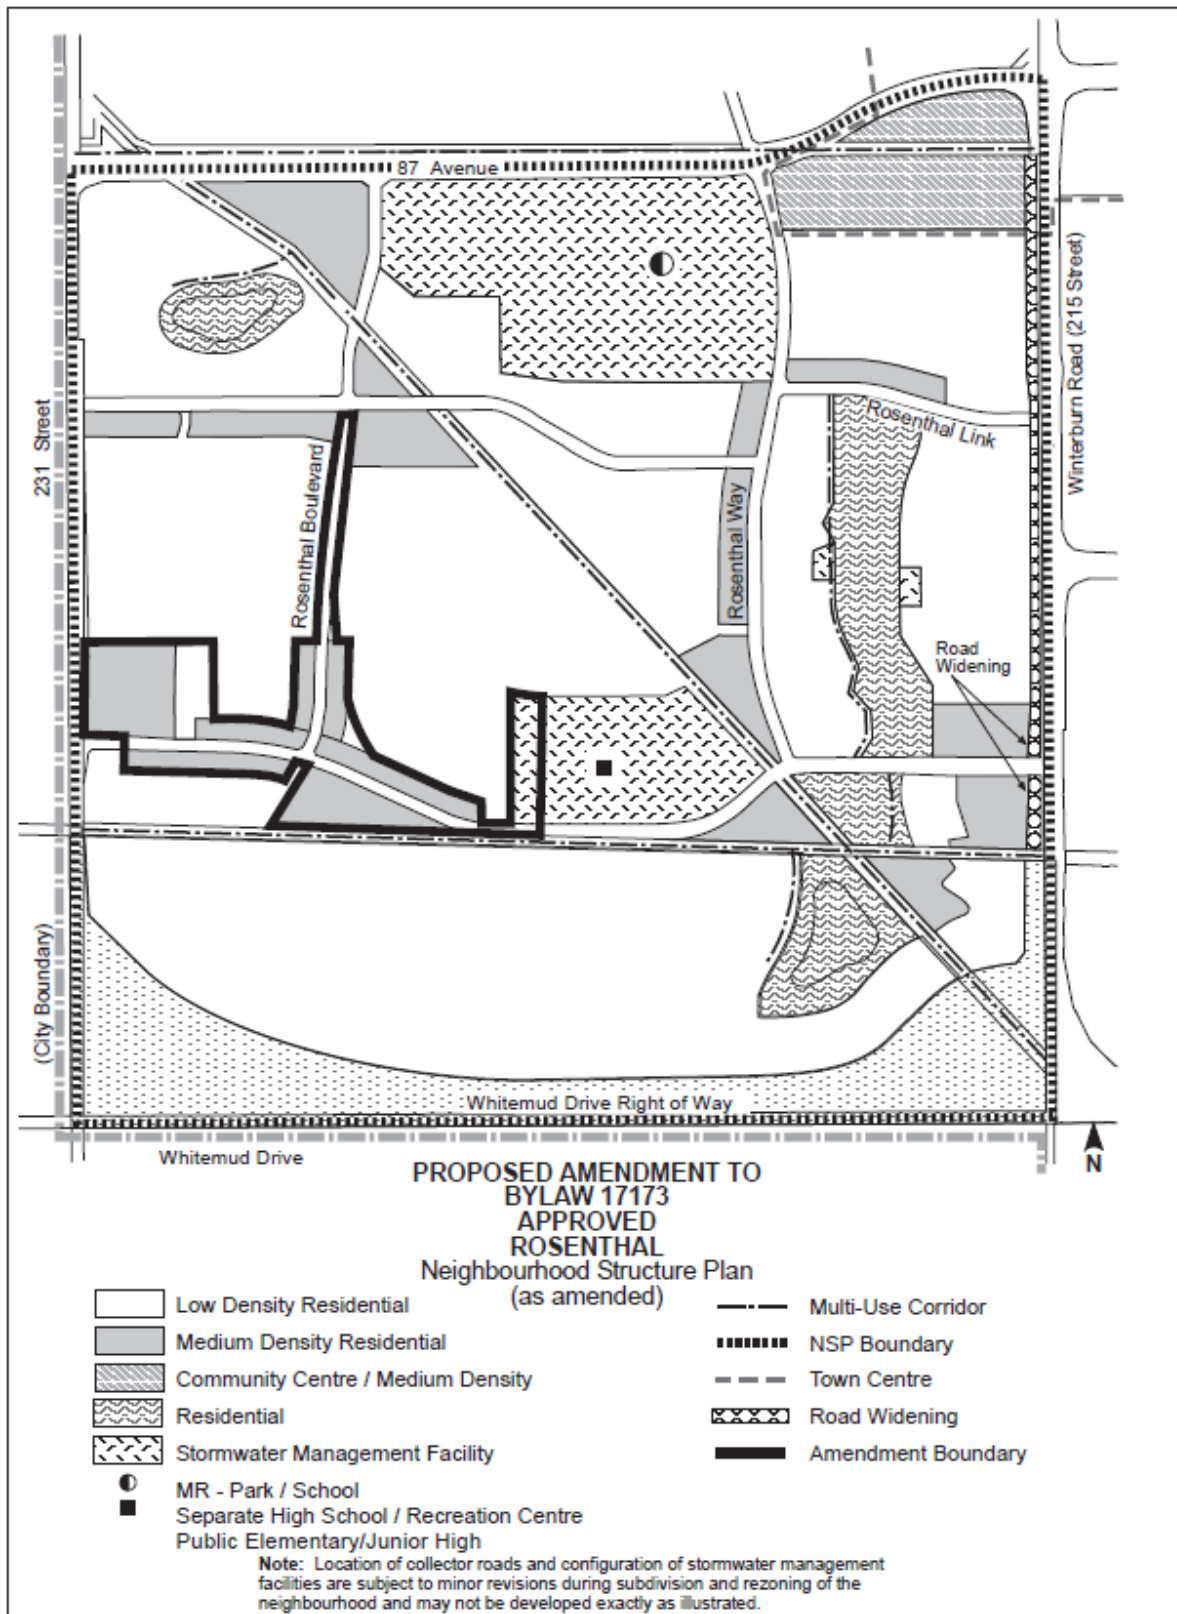 87 Avenue
Winterburn Road (215 Street)
Rosenthal Link
231 Street
Rosenthal Boulevard
Rosenthal Way
Road
Widening
(City Boundary)
Whitemud Drive Right of Way
Whitemud Drive
N
PROPOSED AMENDMENT TO
BYLAW 17173
APPROVED
ROSENTHAL
Neighbourhood Structure Plan
(as amended)
Low Density Residential
Medium Density Residential
Community Centre / Medium Density
Residential
Stormwater Management Facility
MR - Park / School
Separate High School / Recreation Centre
Public Elementary/Junior High
Multi-Use Corridor
NSP Boundary
Town Centre
Road Widening
Amendment Boundary
Note: Location of collector roads and configuration of stormwater management
facilities are subject to minor revisions during subdivision and rezoning of the
neighbourhood and may not be developed exactly as illustrated.